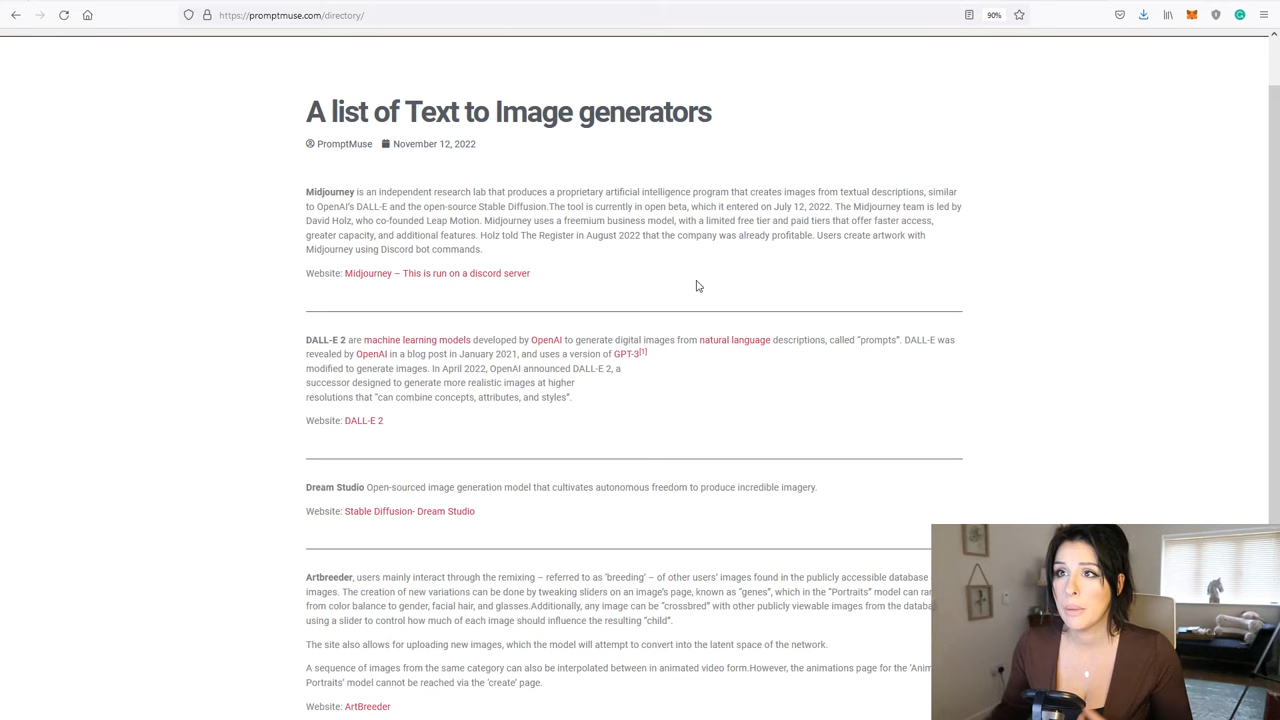 https://promptmuse.com/directory/
90%
A list of Text to Image generators
PromptMuse November 12, 2022
Midjourney is an independent research lab that produces a proprietary artificial intelligence program that creates images from textual descriptions, similar
to OpenAI's DALL-E and the open-source Stable Diffusion.The tool is currently in open beta, which it entered on July 12, 2022. The Midjourney team is led by
David Holz, who co-founded Leap Motion. Midjourney uses a freemium business model, with a limited free tier and paid tiers that offer faster access,
greater capacity, and additional features. Holz told The Register in August 2022 that the company was already profitable. Users create artwork with
Midjourney using Discord bot commands.
Website: Midjourney – This is run on a discord server
DALL-E 2 are machine learning models developed by OpenAI to generate digital images from natural language descriptions, called “prompts”. DALL-E was
revealed by OpenAI in a blog post in January 2021, and uses a version of GPT-3[1]
modified to generate images. In April 2022, OpenAI announced DALL-E 2, a
successor designed to generate more realistic images at higher
resolutions that “can combine concepts, attributes, and styles”.
Website: DALL-E 2
Dream Studio Open-sourced image generation model that cultivates autonomous freedom to produce incredible imagery.
Website: Stable Diffusion- Dream Studio
Artbreeder, users mainly interact through the remixing – referred to as 'breeding' – of other users' images found in the publicly accessible database
images. The creation of new variations can be done by tweaking sliders on an image's page, known as “genes”, which in the “Portraits” model can
from color balance to gender, facial hair, and glasses.Additionally, any image can be “crossbred” with other publicly viewable images from the
using a slider to control how much of each image should influence the resulting “child”.
The site also allows for uploading new images, which the model will attempt to convert into the latent space of the network.
A sequence of images from the same category can also be interpolated between in animated video form.However, the animations page for the
Portraits' model cannot be reached via the 'create' page.
Website: ArtBreeder